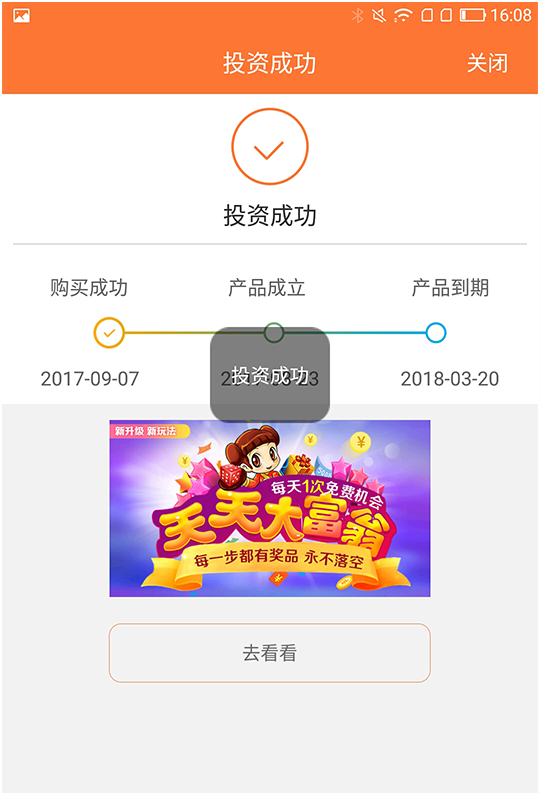 16:08
投资成功
关闭
投资成功
购买成功
产品成立
产品到期
2017-09-07
2018-03-20
投资成功
新升级 新玩法
每天1次免费机会
天天大富翁
每一步都有奖品 永不落空
去看看